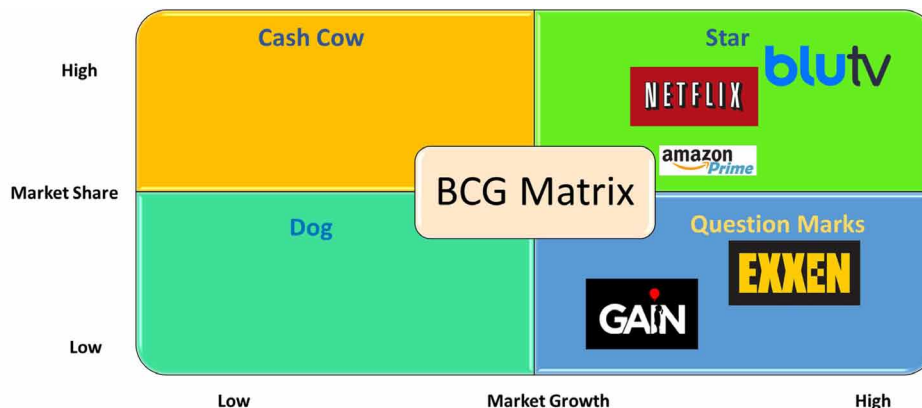 Cash Cow
Star
High
NETFLIX
blutv
amazon
Prime
Market Share
BCG Matrix
Dog
Question Marks
EXXEN
GAİN
Low
Low
Market Growth
High